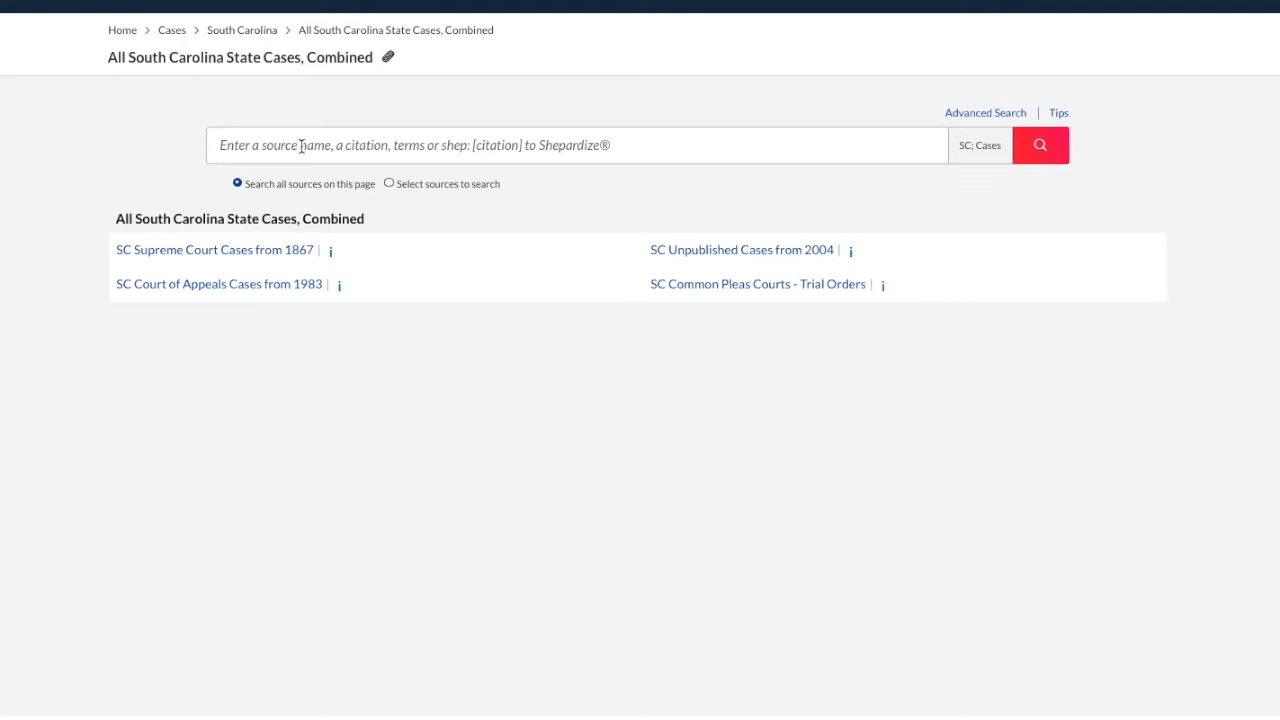 Home > Cases > South Carolina > All South Carolina State Cases, Combined
All South Carolina State Cases, Combined
Advanced Search | Tips
Enter a source name, a citation, terms or shep: [citation] to Shepardize® SC; Cases
Search all sources on this page Select sources to search
All South Carolina State Cases, Combined
SC Supreme Court Cases from 1867 | i SC Unpublished Cases from 2004 | i
SC Court of Appeals Cases from 1983 | i SC Common Pleas Courts - Trial Orders | i